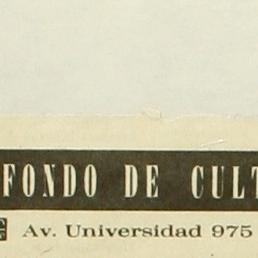 FONDO DE CULT
Av. Universidad 975